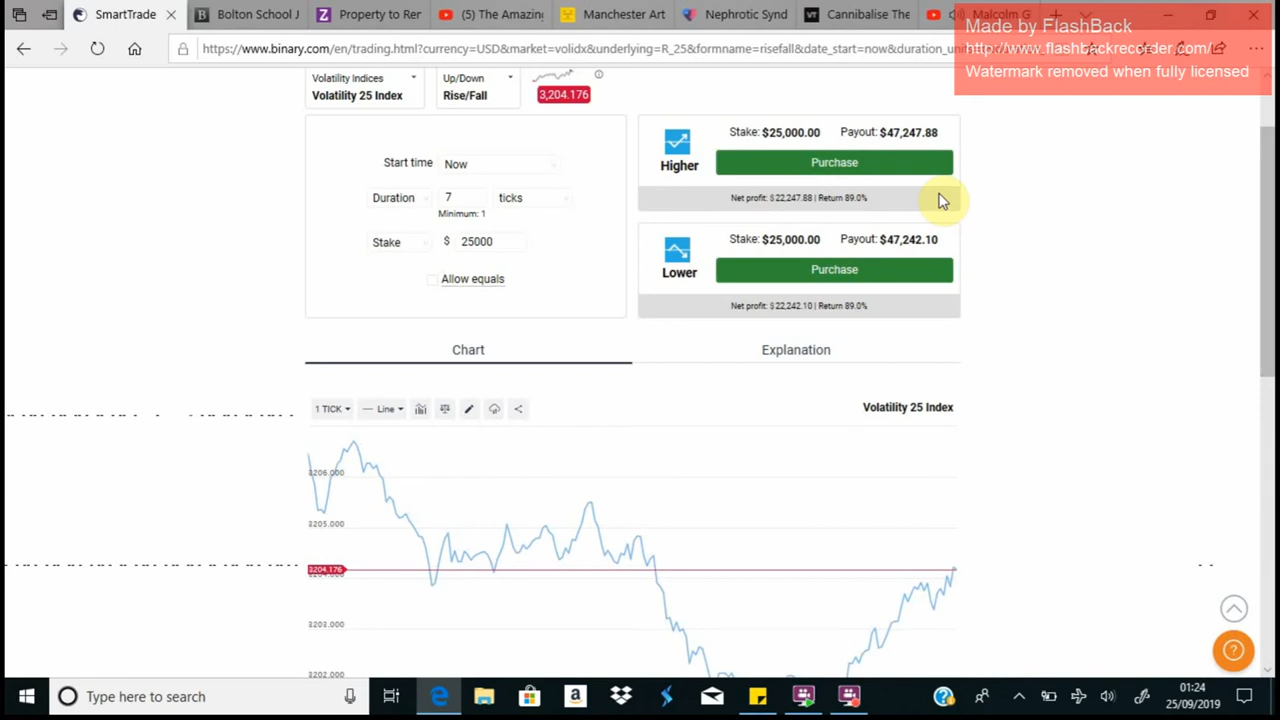 SmartTrade
Bolton School
Property to Ren
(5) The Amazing
Manchester Art
Nephrotic Synd
Cannibalise The
Malcolm G
Made by FlashBack
http://www.flashbackrecorder.com/
Watermark removed when fully licensed
https://www.binary.com/en/trading.html?currency=USD&market=volidx&underlying=R_25&formname=risefall&date_start=now&duration_un
Volatility Indices
Volatility 25 Index
Up/Down
Rise/Fall
3,204.176
Start time Now
Duration 7 ticks
Minimum: 1
Stake $ 25000
Allow equals
Stake: $25,000.00 Payout: $47,247.88
Higher
Purchase
Net profit: $ 22,247.88 | Return 89.0%
Stake: $25,000.00 Payout: $47,242.10
Lower
Purchase
Net profit: $ 22,242.10 | Return 89.0%
Chart
Explanation
1 TICK
Line
Volatility 25 Index
3206.000
3205.000
3204.176
3203.000
3202.000
Type here to search
01:24
25/09/2019